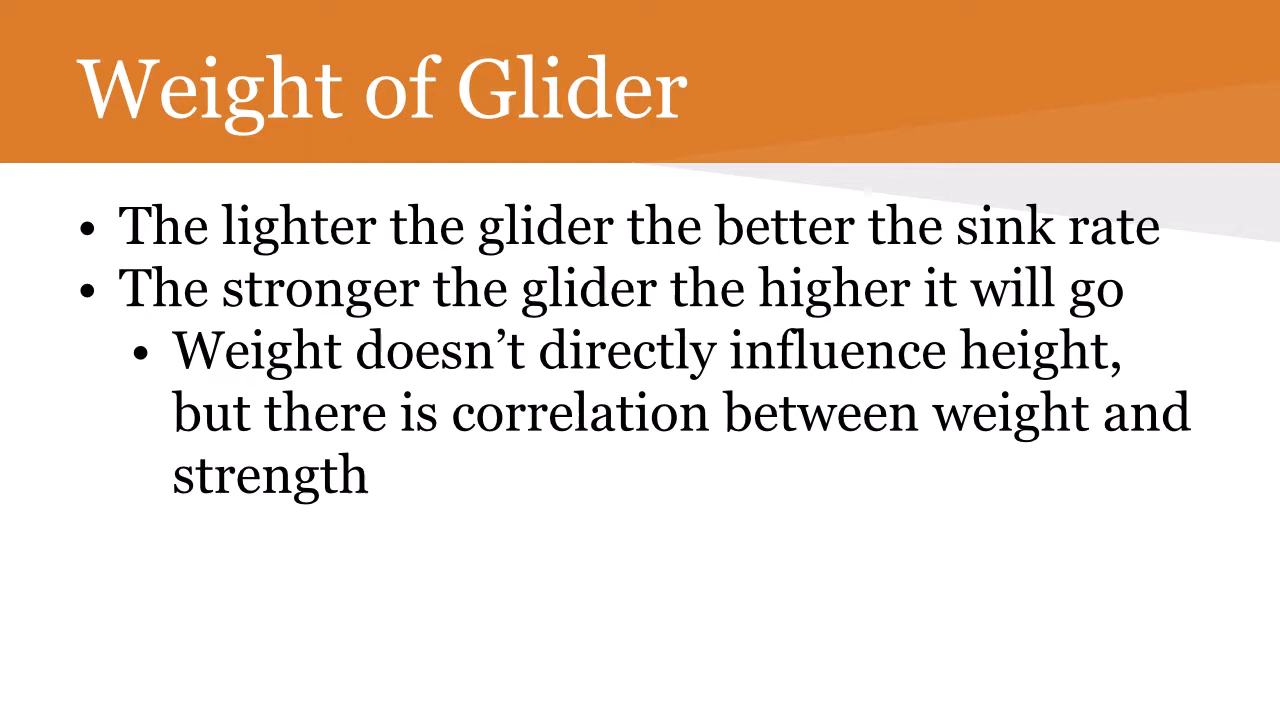 Weight of Glider
• The lighter the glider the better the sink rate
• The stronger the glider the higher it will go
• Weight doesn’t directly influence height,
but there is correlation between weight and
strength